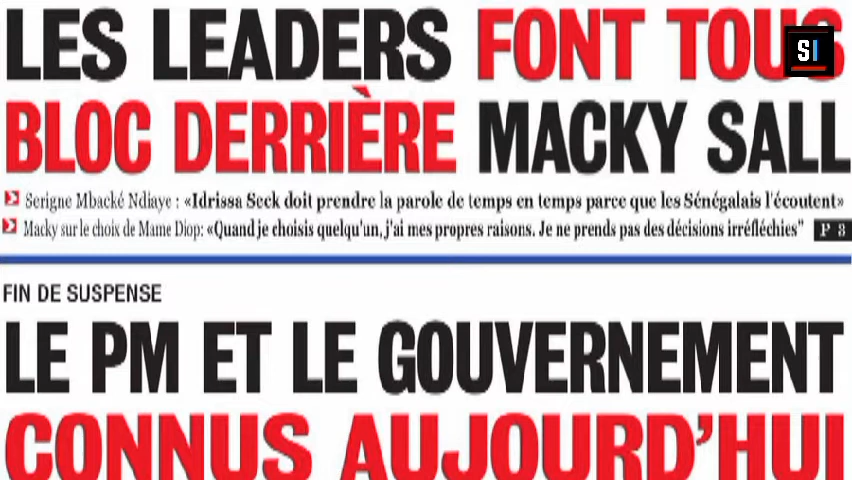 LES LEADERS FONT TOUS
SI
BLOC DERRIÈRE MACKY SALL
Serigne Mbacké Ndiaye : «Idrissa Seck doit prendre la parole de temps en temps parce que les Sénégalais l'écoutent»
Macky sur le choix de Mame Diop: «Quand je choisis quelqu'un, j'ai mes propres raisons. Je ne prends pas des décisions irréfléchies" P 3
FIN DE SUSPENSE
LE PM ET LE GOUVERNEMENT
CONNUS AUJOURD'HUI